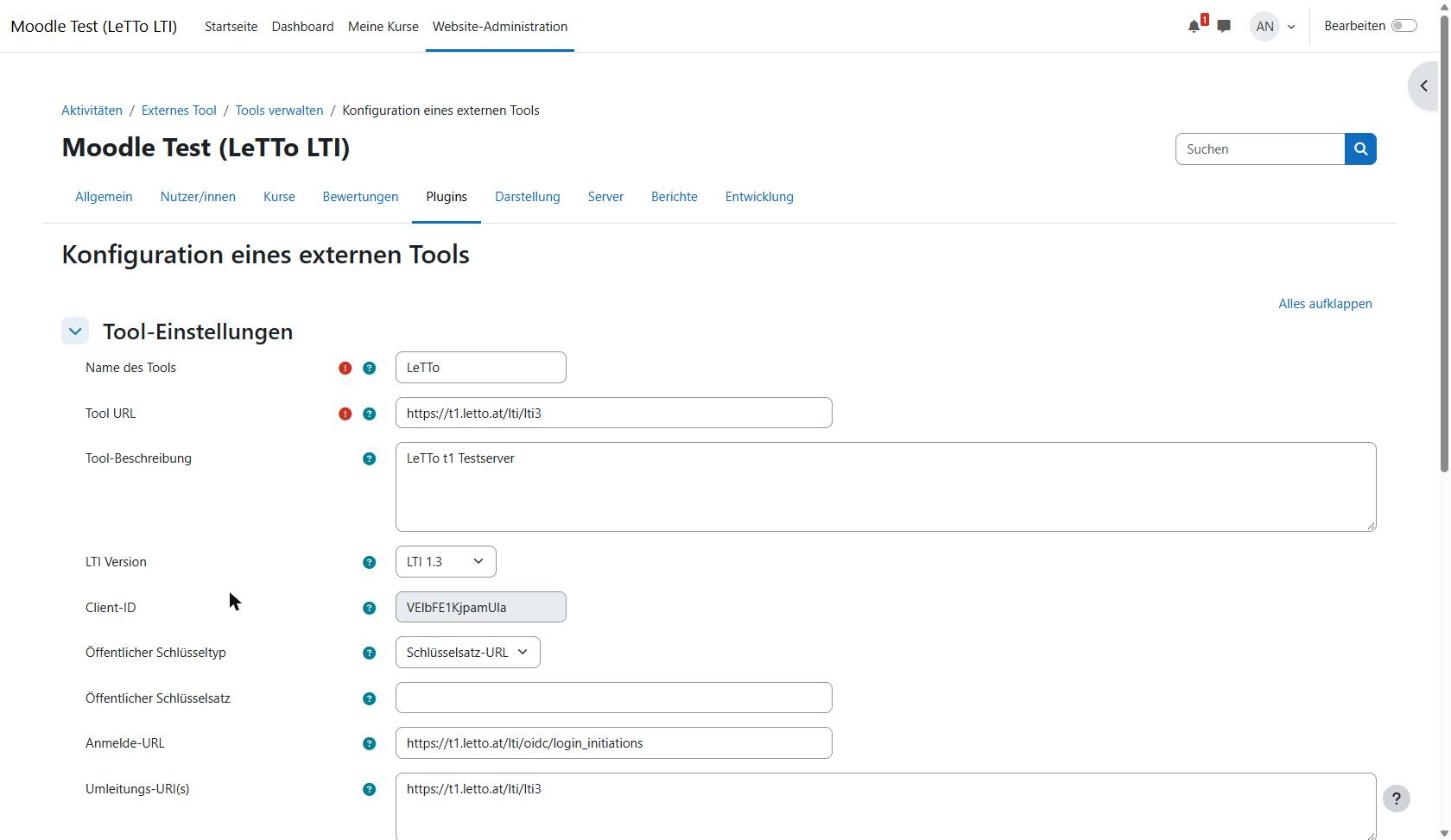 Moodle Test (LeTTo LTI) Startseite Dashboard Meine Kurse Website-Administration 1 AN Bearbeiten
Aktivitäten / Externes Tool / Tools verwalten / Konfiguration eines externen Tools
Moodle Test (LeTTo LTI)
Suchen
Allgemein Nutzer/innen Kurse Bewertungen Plugins Darstellung Server Berichte Entwicklung
Konfiguration eines externen Tools
Alles aufklappen
Tool-Einstellungen
Name des Tools ! ? LeTTo
Tool URL ! ? https://t1.letto.at/lti/lti3
Tool-Beschreibung ? LeTTo t1 Testserver
LTI Version ? LTI 1.3
Client-ID ? VEIbFE1KjpamUIa
Öffentlicher Schlüsseltyp ? Schlüsselsatz-URL
Öffentlicher Schlüsselsatz ?
Anmelde-URL ? https://t1.letto.at/lti/oidc/login_initiations
Umleitungs-URI(s) ? https://t1.letto.at/lti/lti3
?